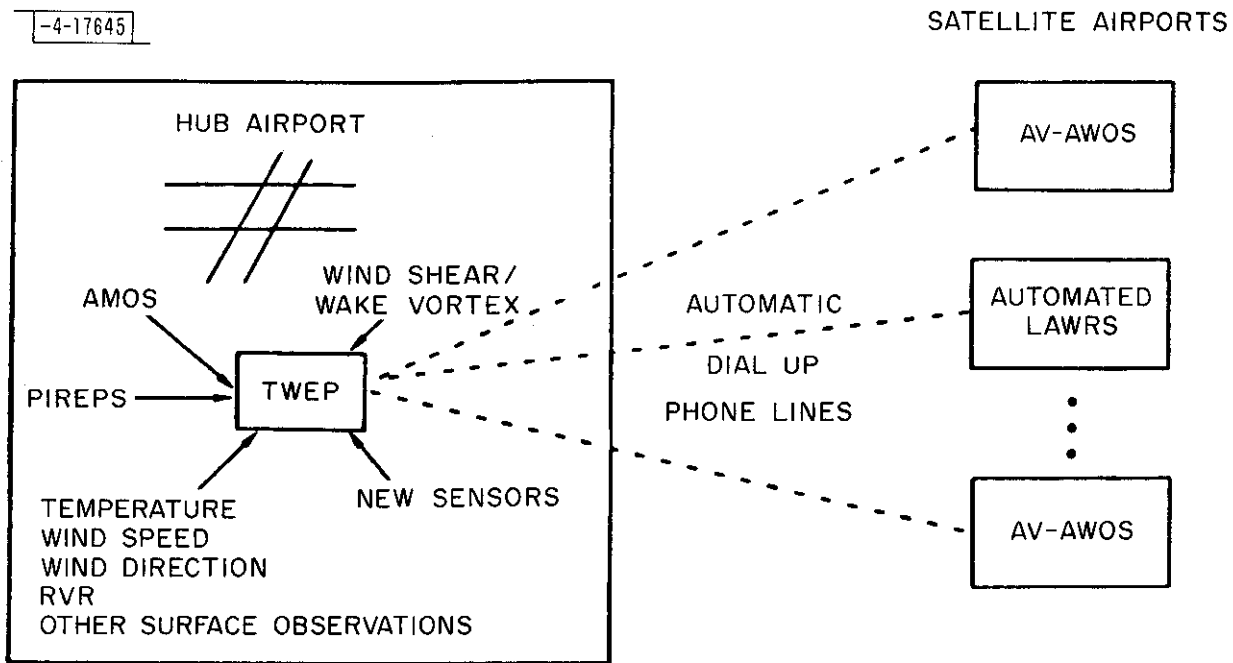 -4-17645
SATELLITE AIRPORTS
HUB AIRPORT
AMOS
WIND SHEAR/
WAKE VORTEX
PIREPS
TWEP
TEMPERATURE
WIND SPEED
WIND DIRECTION
RVR
OTHER SURFACE OBSERVATIONS
NEW SENSORS
AUTOMATIC
DIAL UP
PHONE LINES
AV-AWOS
AUTOMATED
LAWRS
AV-AWOS